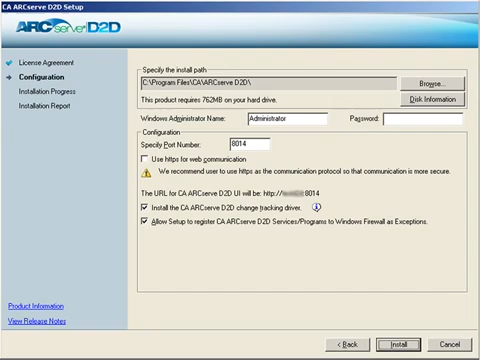 CA ARCserve D2D Setup
ARCserve D2D
License Agreement
Configuration
Installation Progress
Installation Report
Specify the install path
C:\Program Files\CA\ARCserve D2D\
Browse...
This product requires 762MB on your hard drive.
Disk Information
Windows Administrator Name:
Administrator
Password:
Configuration
Specify Port Number:
8014
Use https for web communication
We recommend user to use https as the communication protocol so that communication is more secure.
The URL for CA ARCserve D2D UI will be: http:// :8014
Install the CA ARCserve D2D change tracking driver.
Allow Setup to register CA ARCserve D2D Services/Programs to Windows Firewall as Exceptions.
Product Information
View Release Notes
< Back
Install
Cancel